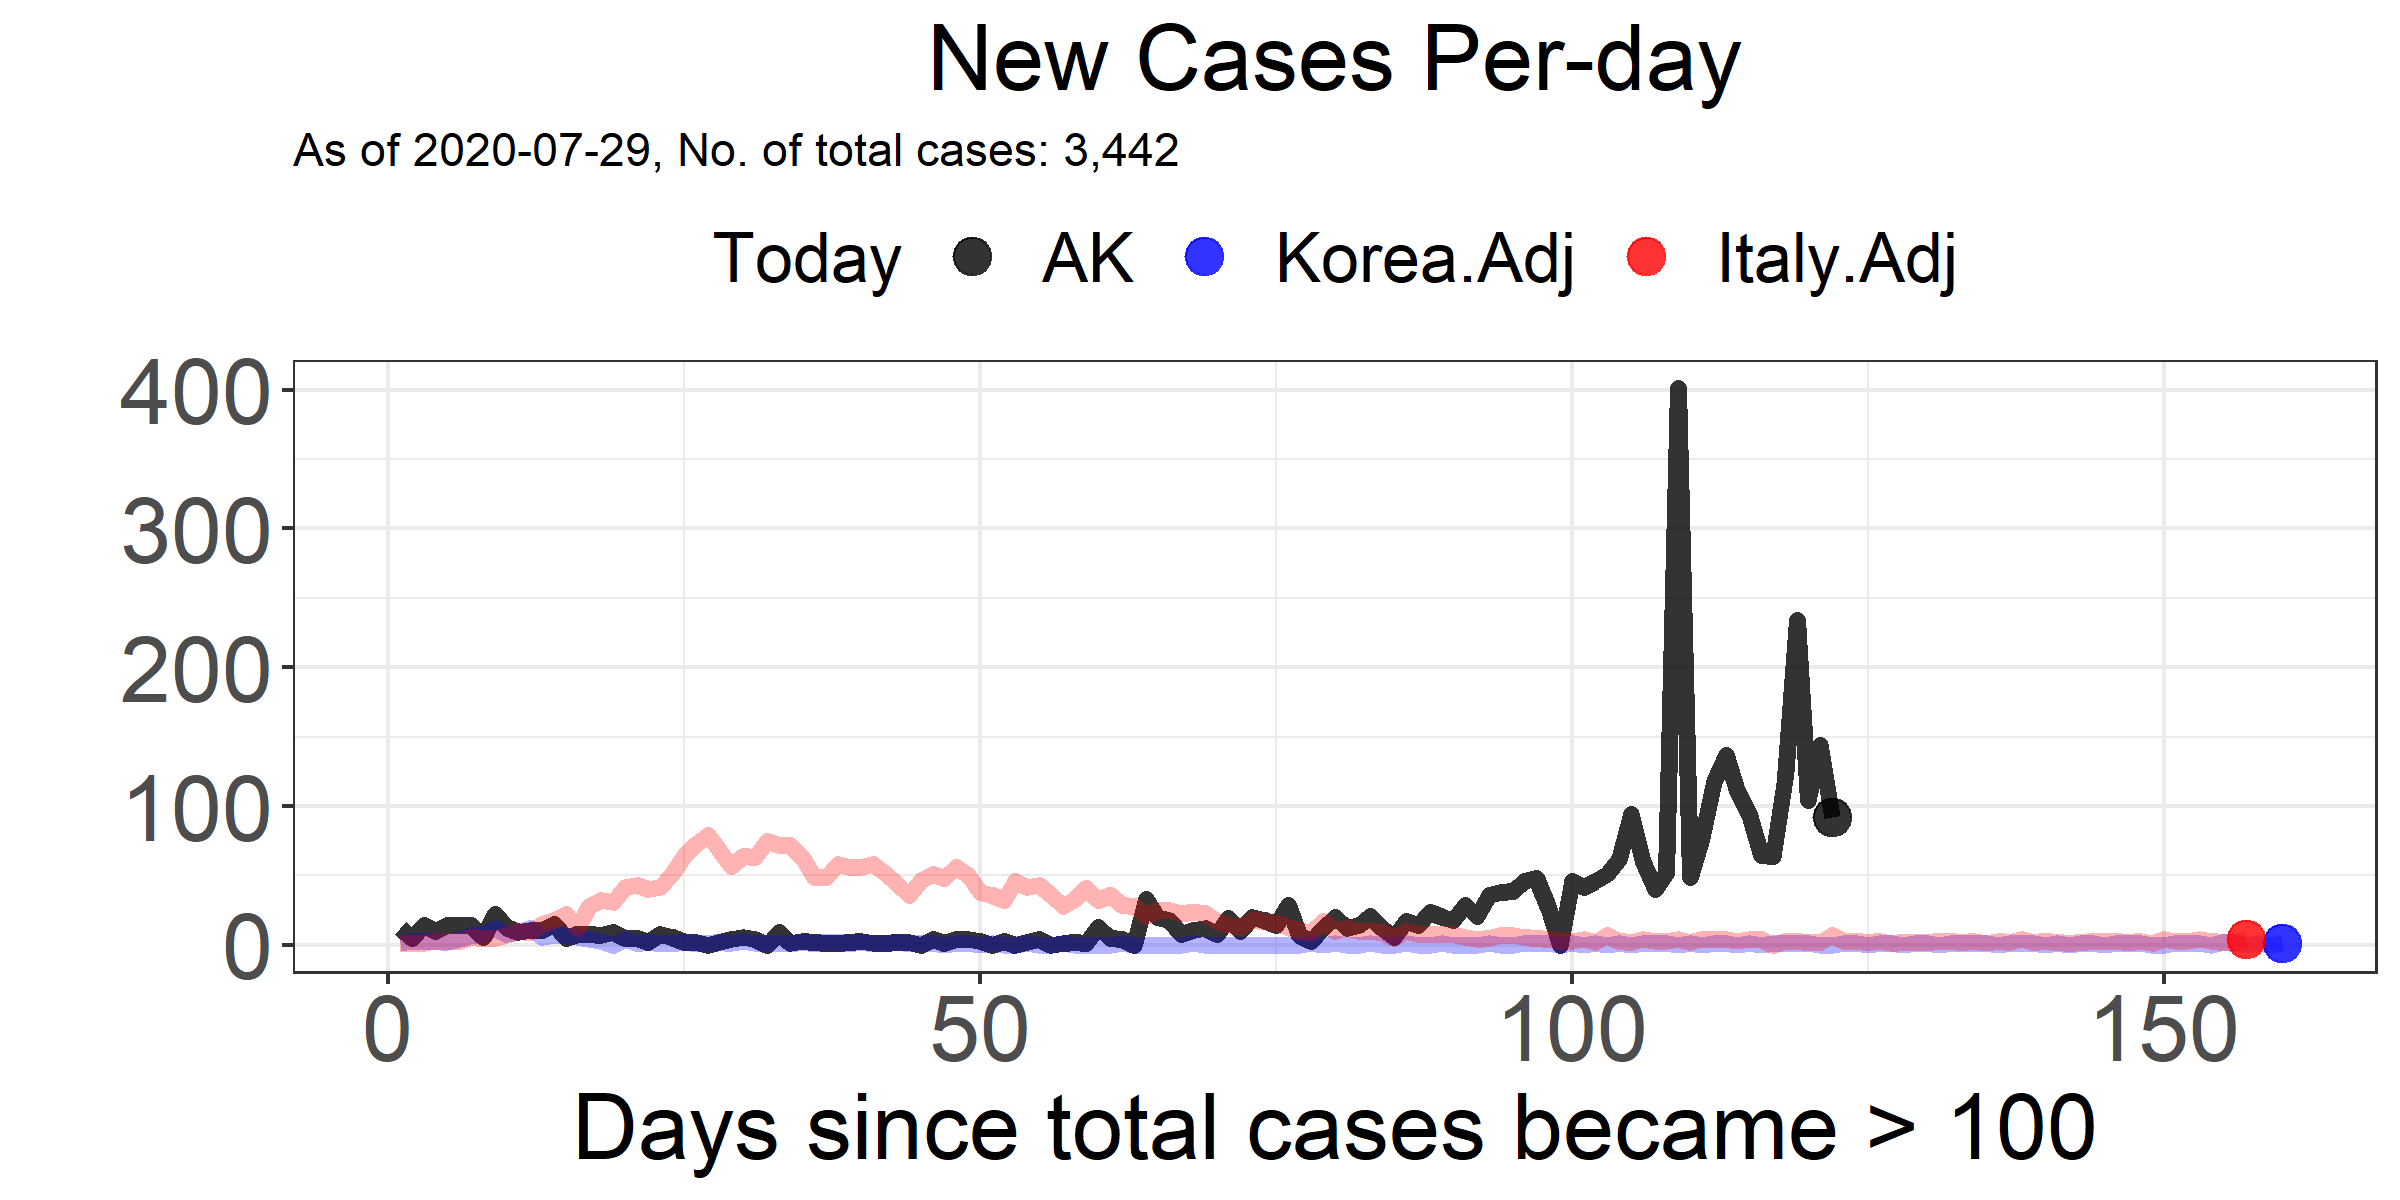 New Cases Per-day
As of 2020-07-29, No. of total cases: 3,442
Today AK Korea.Adj Italy.Adj
400
300
200
100
0
0 50 100 150
Days since total cases became > 100